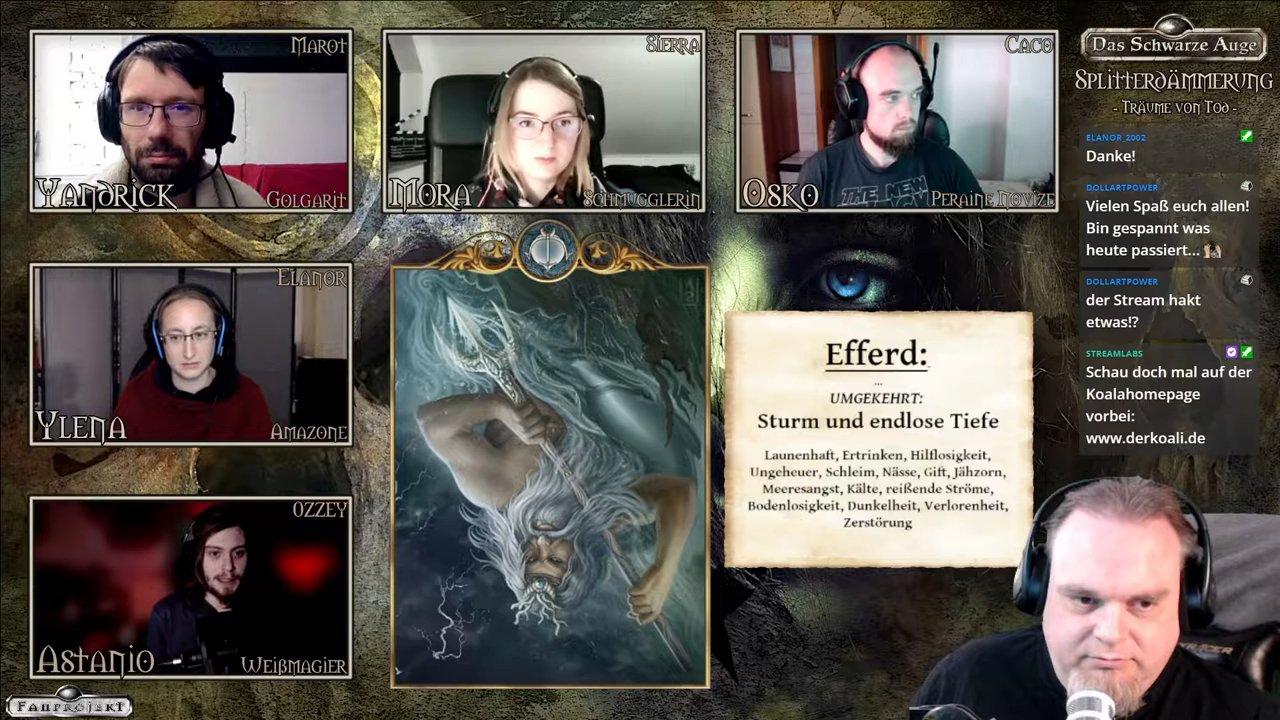 Marot
Yandrick
Golgarit
Sierra
Mora
Schmugglerin
Caco
THE NEW
Osko
Peraine Novize
Elanor
Ylena
Amazone
Ozzey
Astanio
Weißmagier
Fanprojekt
Efferd:
...
UMGEKEHRT:
Sturm und endlose Tiefe
Launenhaft, Ertrinken, Hilflosigkeit,
Ungeheuer, Schleim, Nässe, Gift, Jähzorn,
Meeresangst, Kälte, reißende Ströme,
Bodenlosigkeit, Dunkelheit, Verlorenheit,
Zerstörung
Das Schwarze Auge
Splitterdämmerung
- Träume von Tod -
ELANOR_2002
Danke!
DOLLARTPOWER
Vielen Spaß euch allen!
Bin gespannt was
heute passiert...
DOLLARTPOWER
der Stream hakt
etwas!?
STREAMLABS
Schau doch mal auf der
Koalahomepage
vorbei:
www.derkoali.de